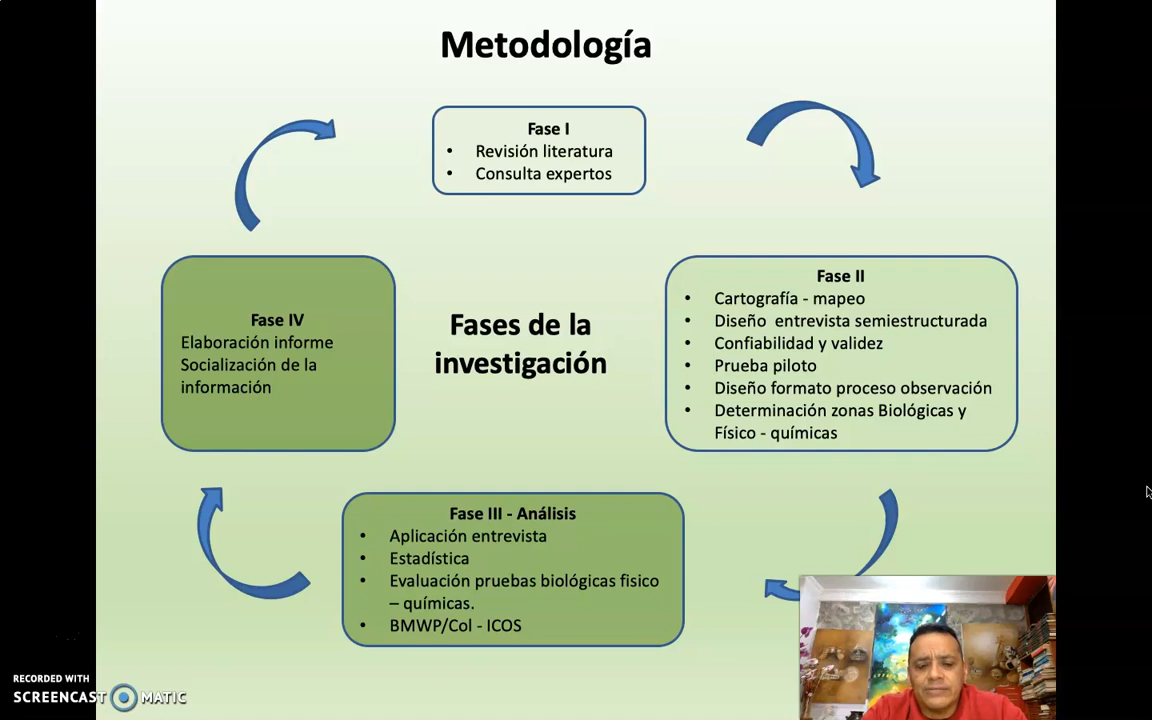 Metodología
Fase I
• Revisión literatura
• Consulta expertos
Fase II
• Cartografía - mapeo
• Diseño entrevista semiestructurada
• Confiabilidad y validez
• Prueba piloto
• Diseño formato proceso observación
• Determinación zonas Biológicas y
Físico - químicas
Fases de la
investigación
Fase IV
Elaboración informe
Socialización de la
información
Fase III - Análisis
• Aplicación entrevista
• Estadística
• Evaluación pruebas biológicas fisico
– químicas.
• BMWP/Col - ICOS
RECORDED WITH
SCREENCAST MATIC